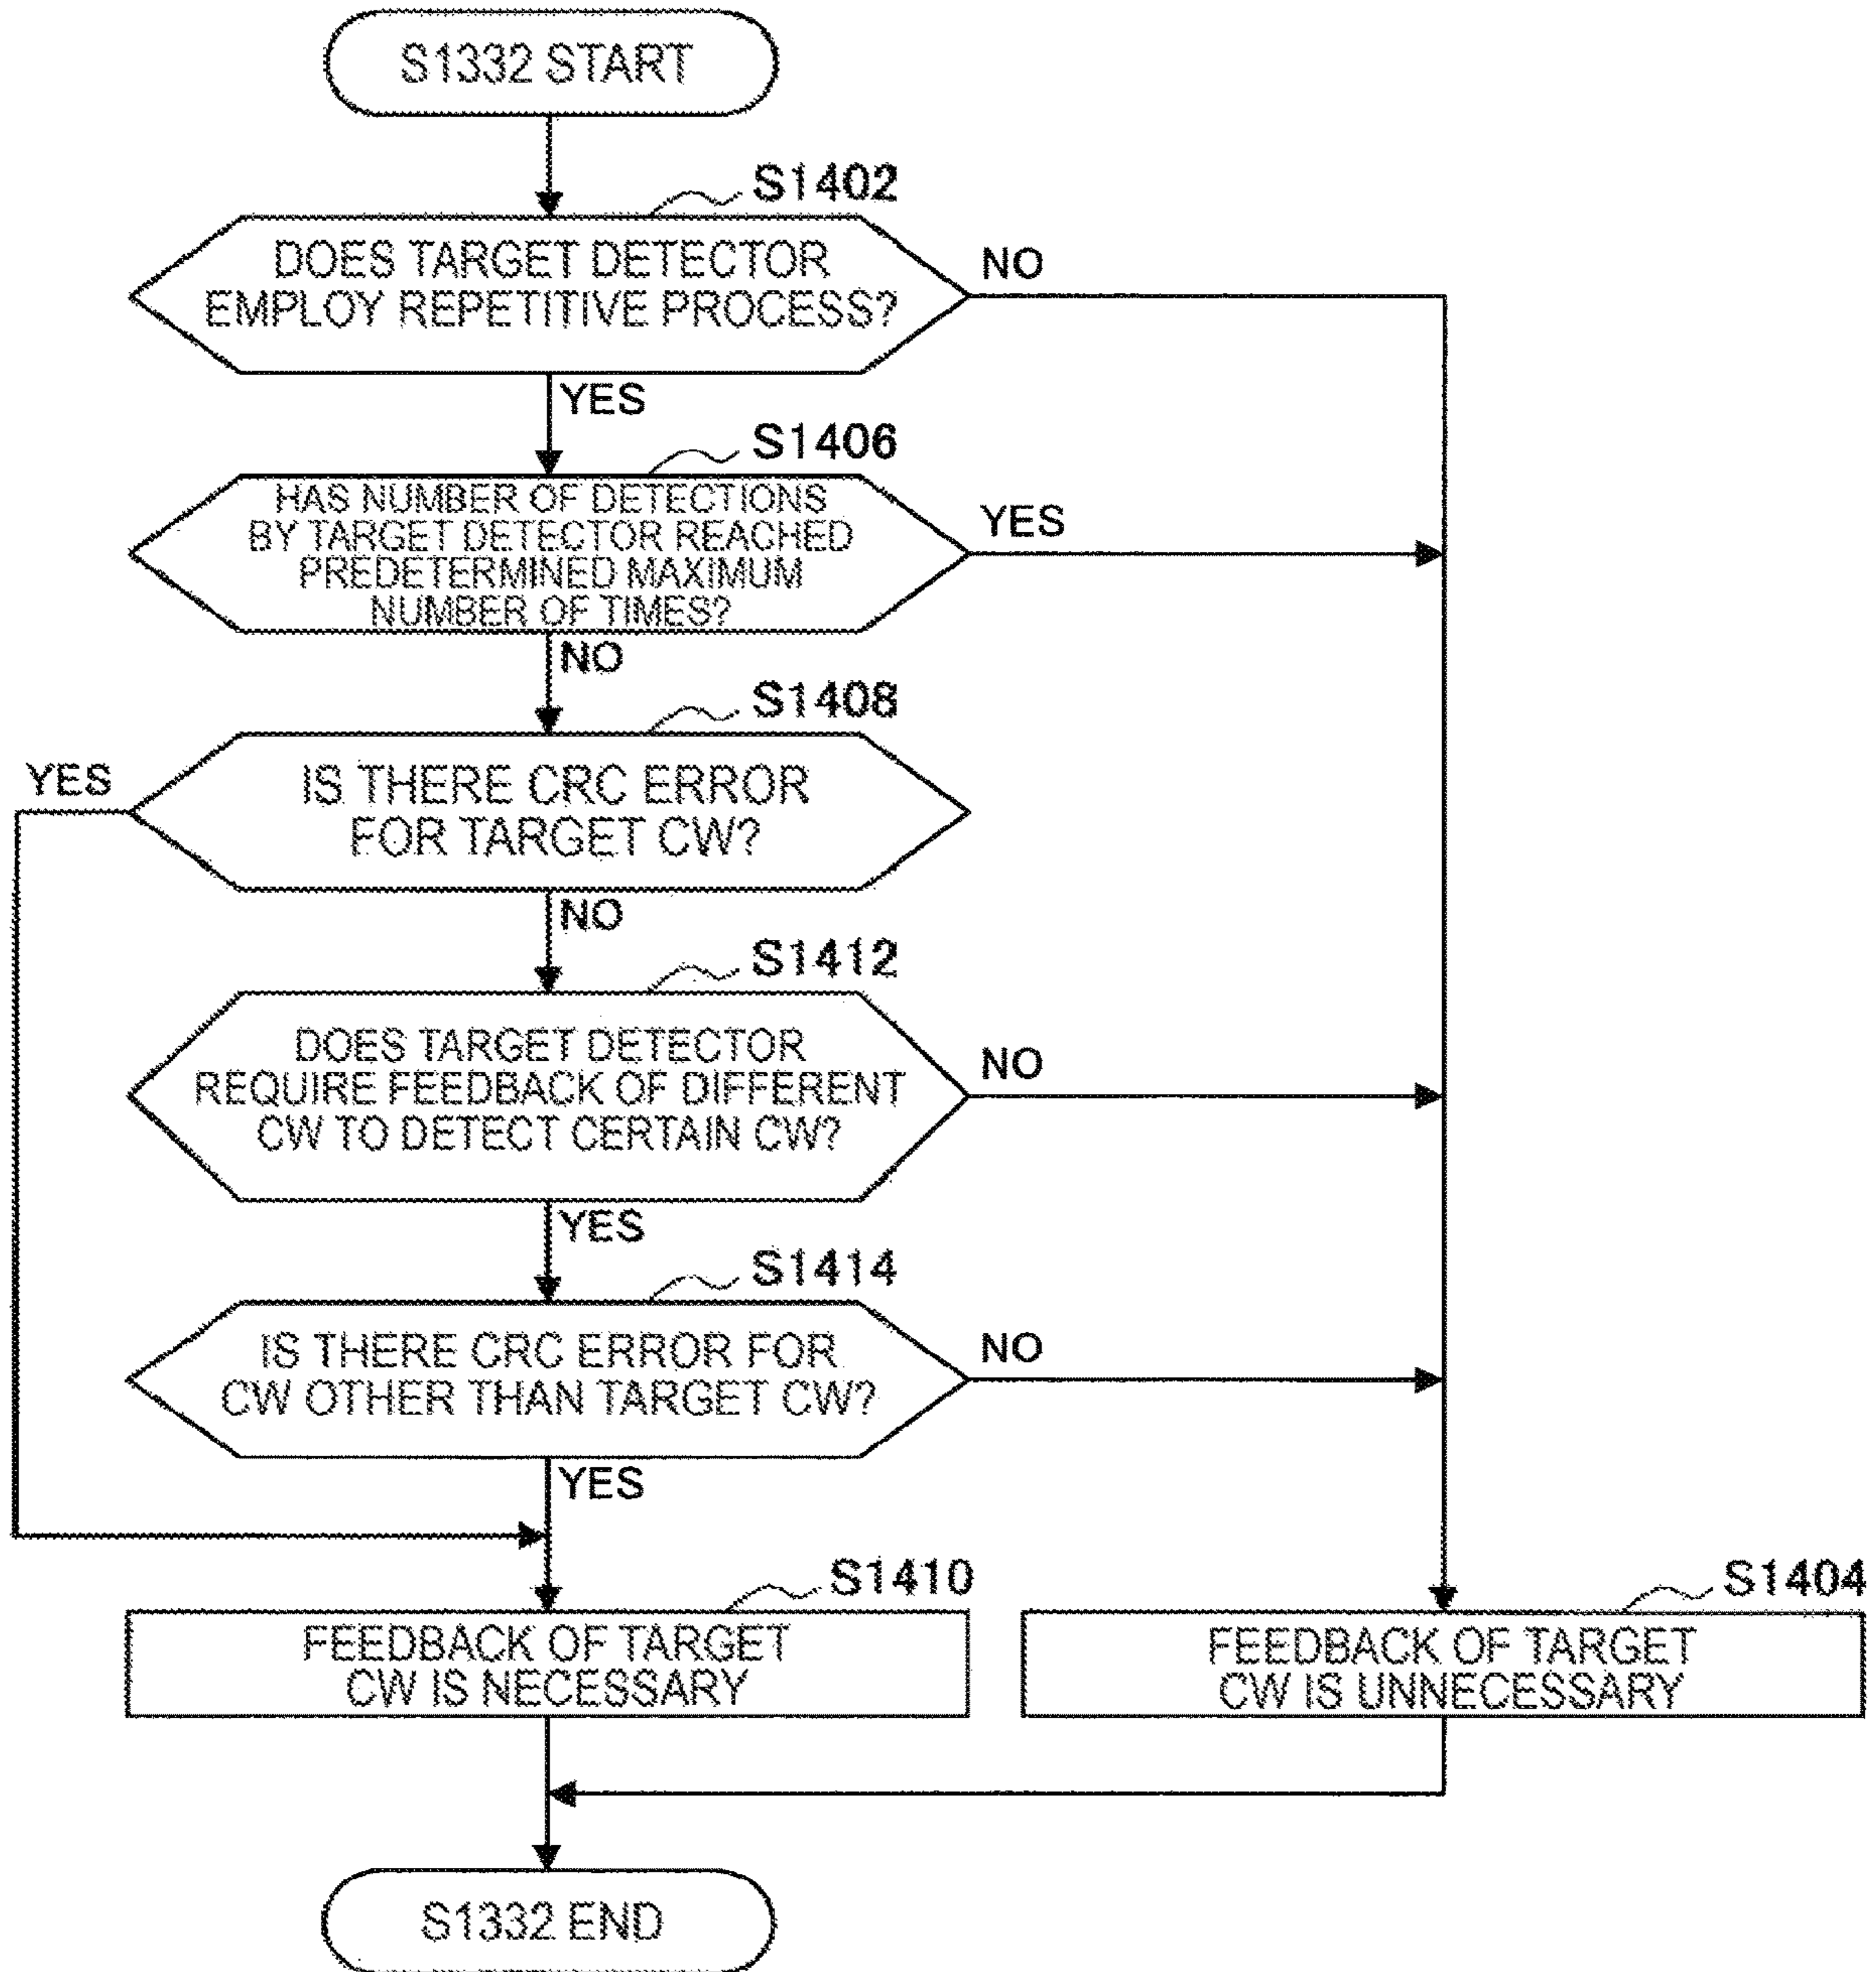 S1332 START
S1402
DOES TARGET DETECTOR
EMPLOY REPETITIVE PROCESS?
NO
YES
S1406
HAS NUMBER OF DETECTIONS
BY TARGET DETECTOR REACHED
PREDETERMINED MAXIMUM
NUMBER OF TIMES?
YES
NO
S1408
YES
IS THERE CRC ERROR
FOR TARGET CW?
NO
S1412
DOES TARGET DETECTOR
REQUIRE FEEDBACK OF DIFFERENT
CW TO DETECT CERTAIN CW?
NO
YES
S1414
IS THERE CRC ERROR FOR
CW OTHER THAN TARGET CW?
NO
YES
S1410
FEEDBACK OF TARGET
CW IS NECESSARY
S1404
FEEDBACK OF TARGET
CW IS UNNECESSARY
S1332 END